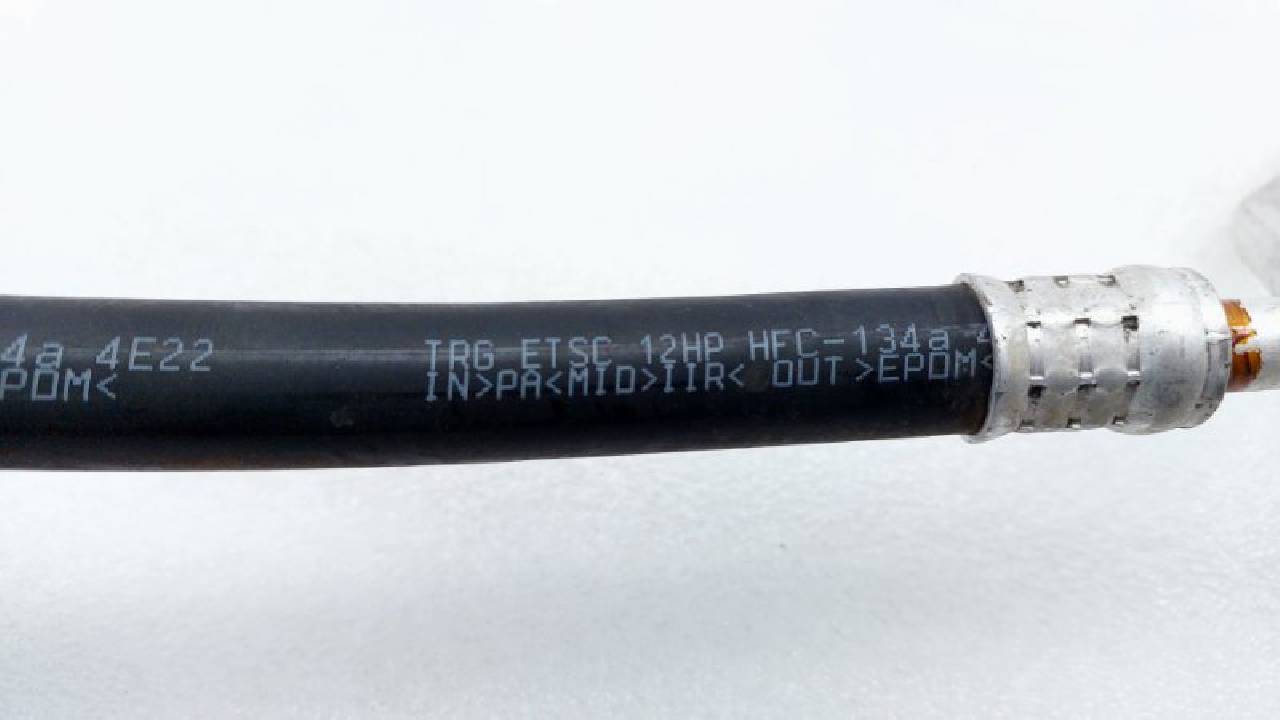 4a 4E22
TRG ETSC 12HP HFC-134a
PDM<
IN>PA<MID>IIR< OUT>EPDM<